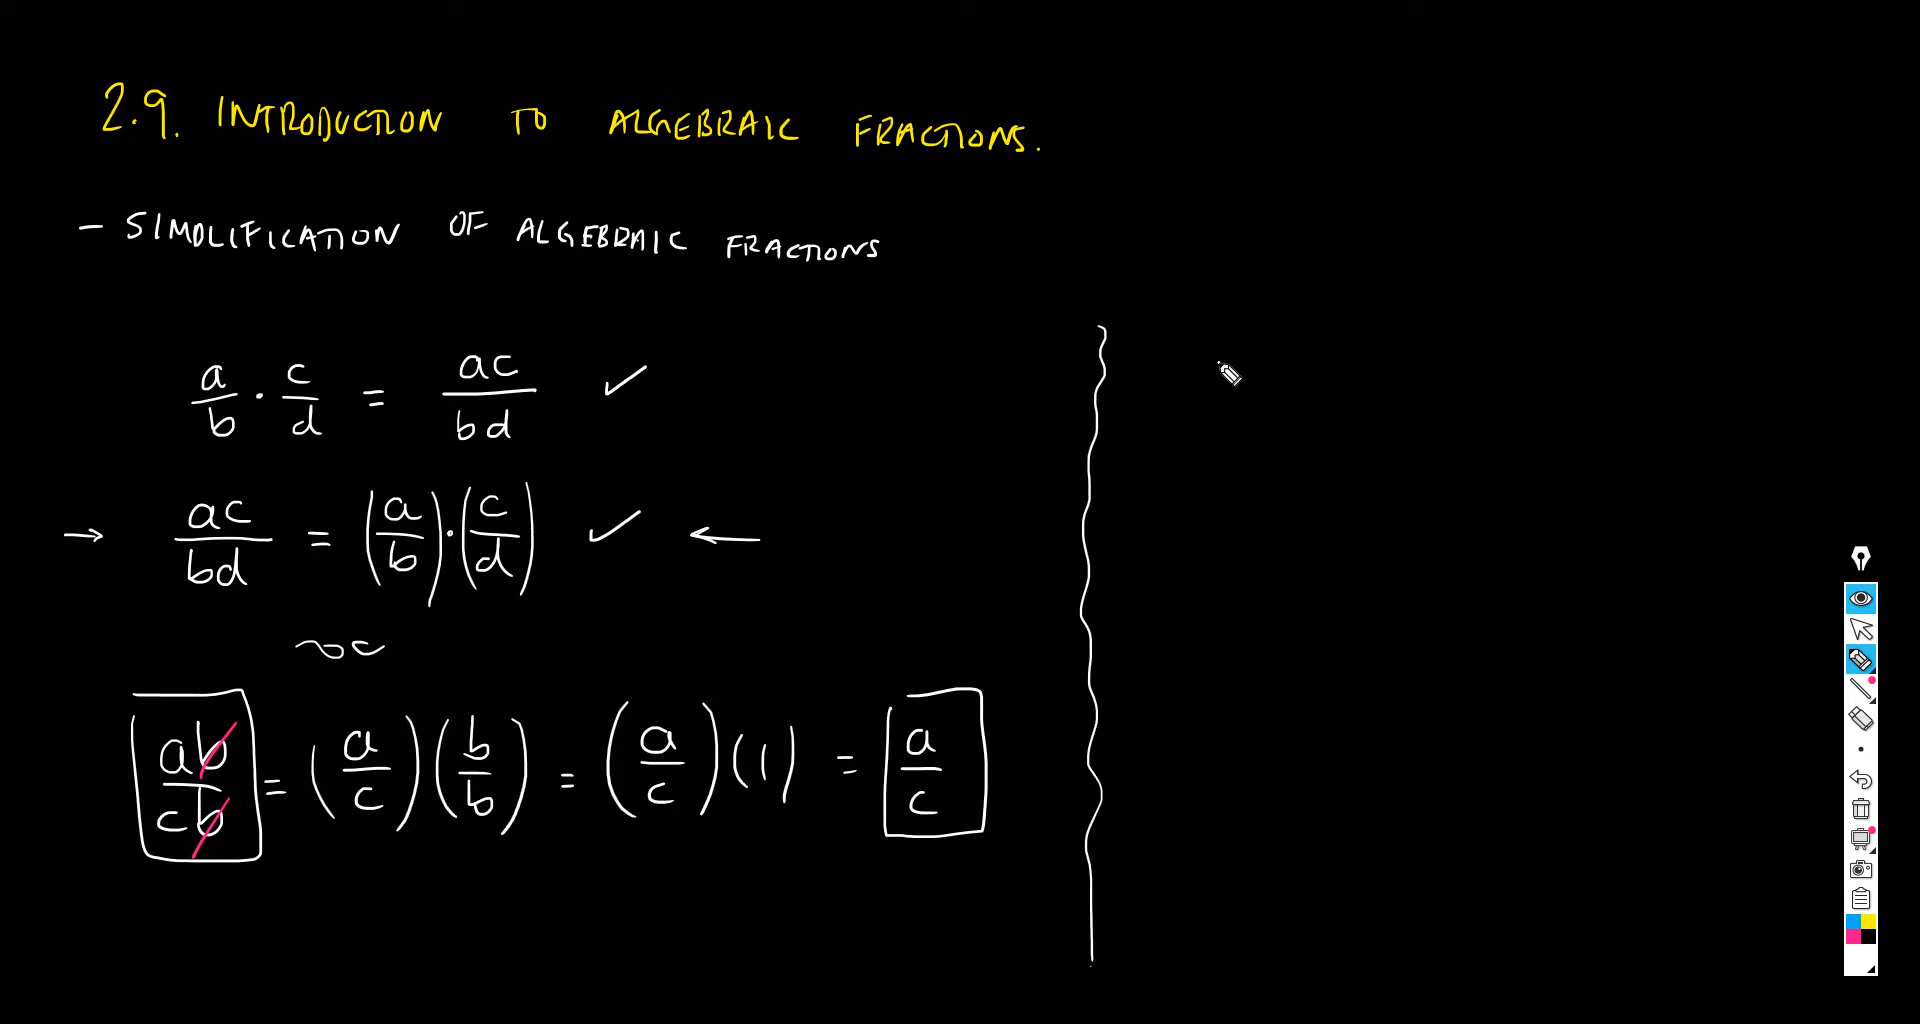 2.9. INTRODUCTION TO ALGEBRAIC FRACTIONS.
- SIMPLIFICATION OF ALGEBRAIC FRACTIONS
a/b · c/d = ac/bd ✓
→ ac/bd = (a/b)·(c/d) ✓ ←
ab/cb = (a/c)(b/b) = (a/c)(1) = a/c